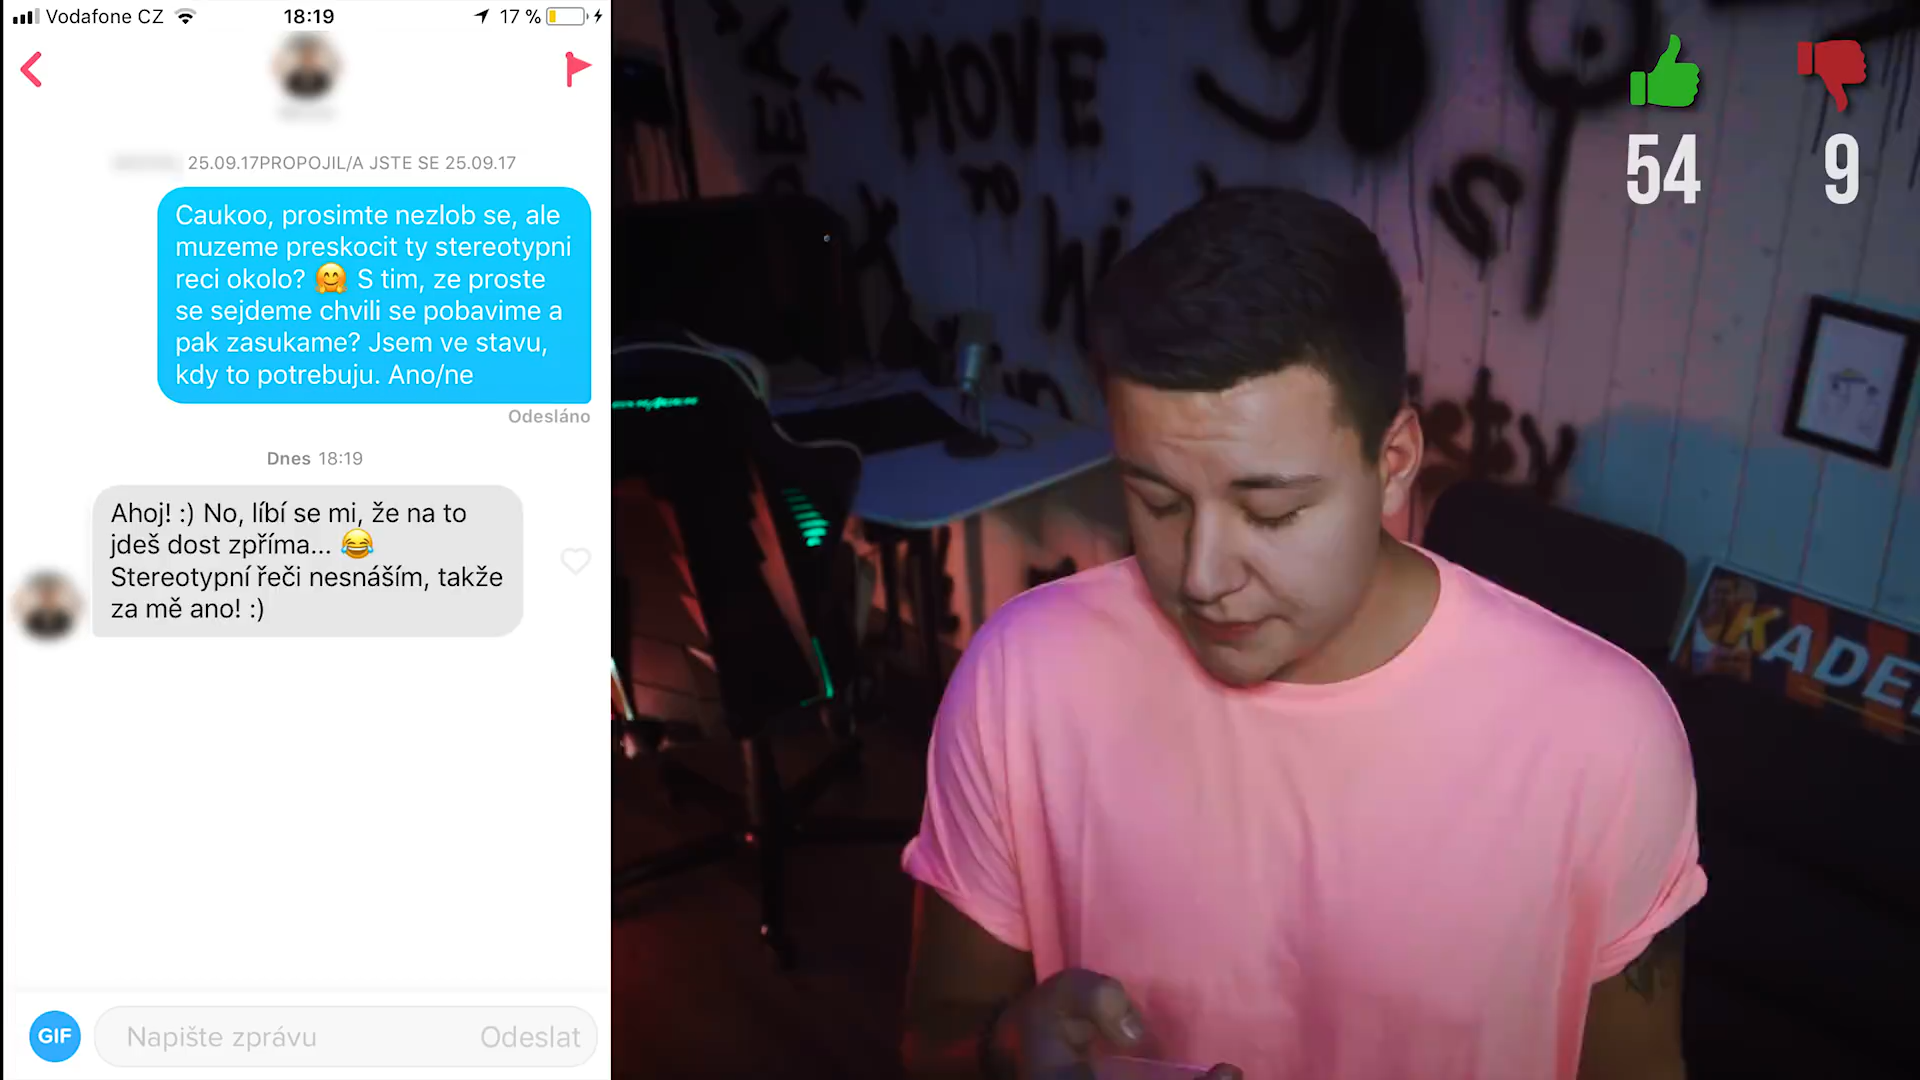 Vodafone CZ
18:19
17 %
25.09.17PROPOJIL/A JSTE SE 25.09.17
Caukoo, prosimte nezlob se, ale
muzeme preskocit ty stereotypni
reci okolo? 🤗 S tim, ze proste
se sejdeme chvili se pobavime a
pak zasukame? Jsem ve stavu,
kdy to potrebuju. Ano/ne
Odesláno
Dnes 18:19
Ahoj! :) No, líbí se mi, že na to
jdeš dost zpříma... 😂
Stereotypní řeči nesnáším, takže
za mě ano! :)
GIF
Napište zprávu
Odeslat
54
9
MOVE
TO
KADE